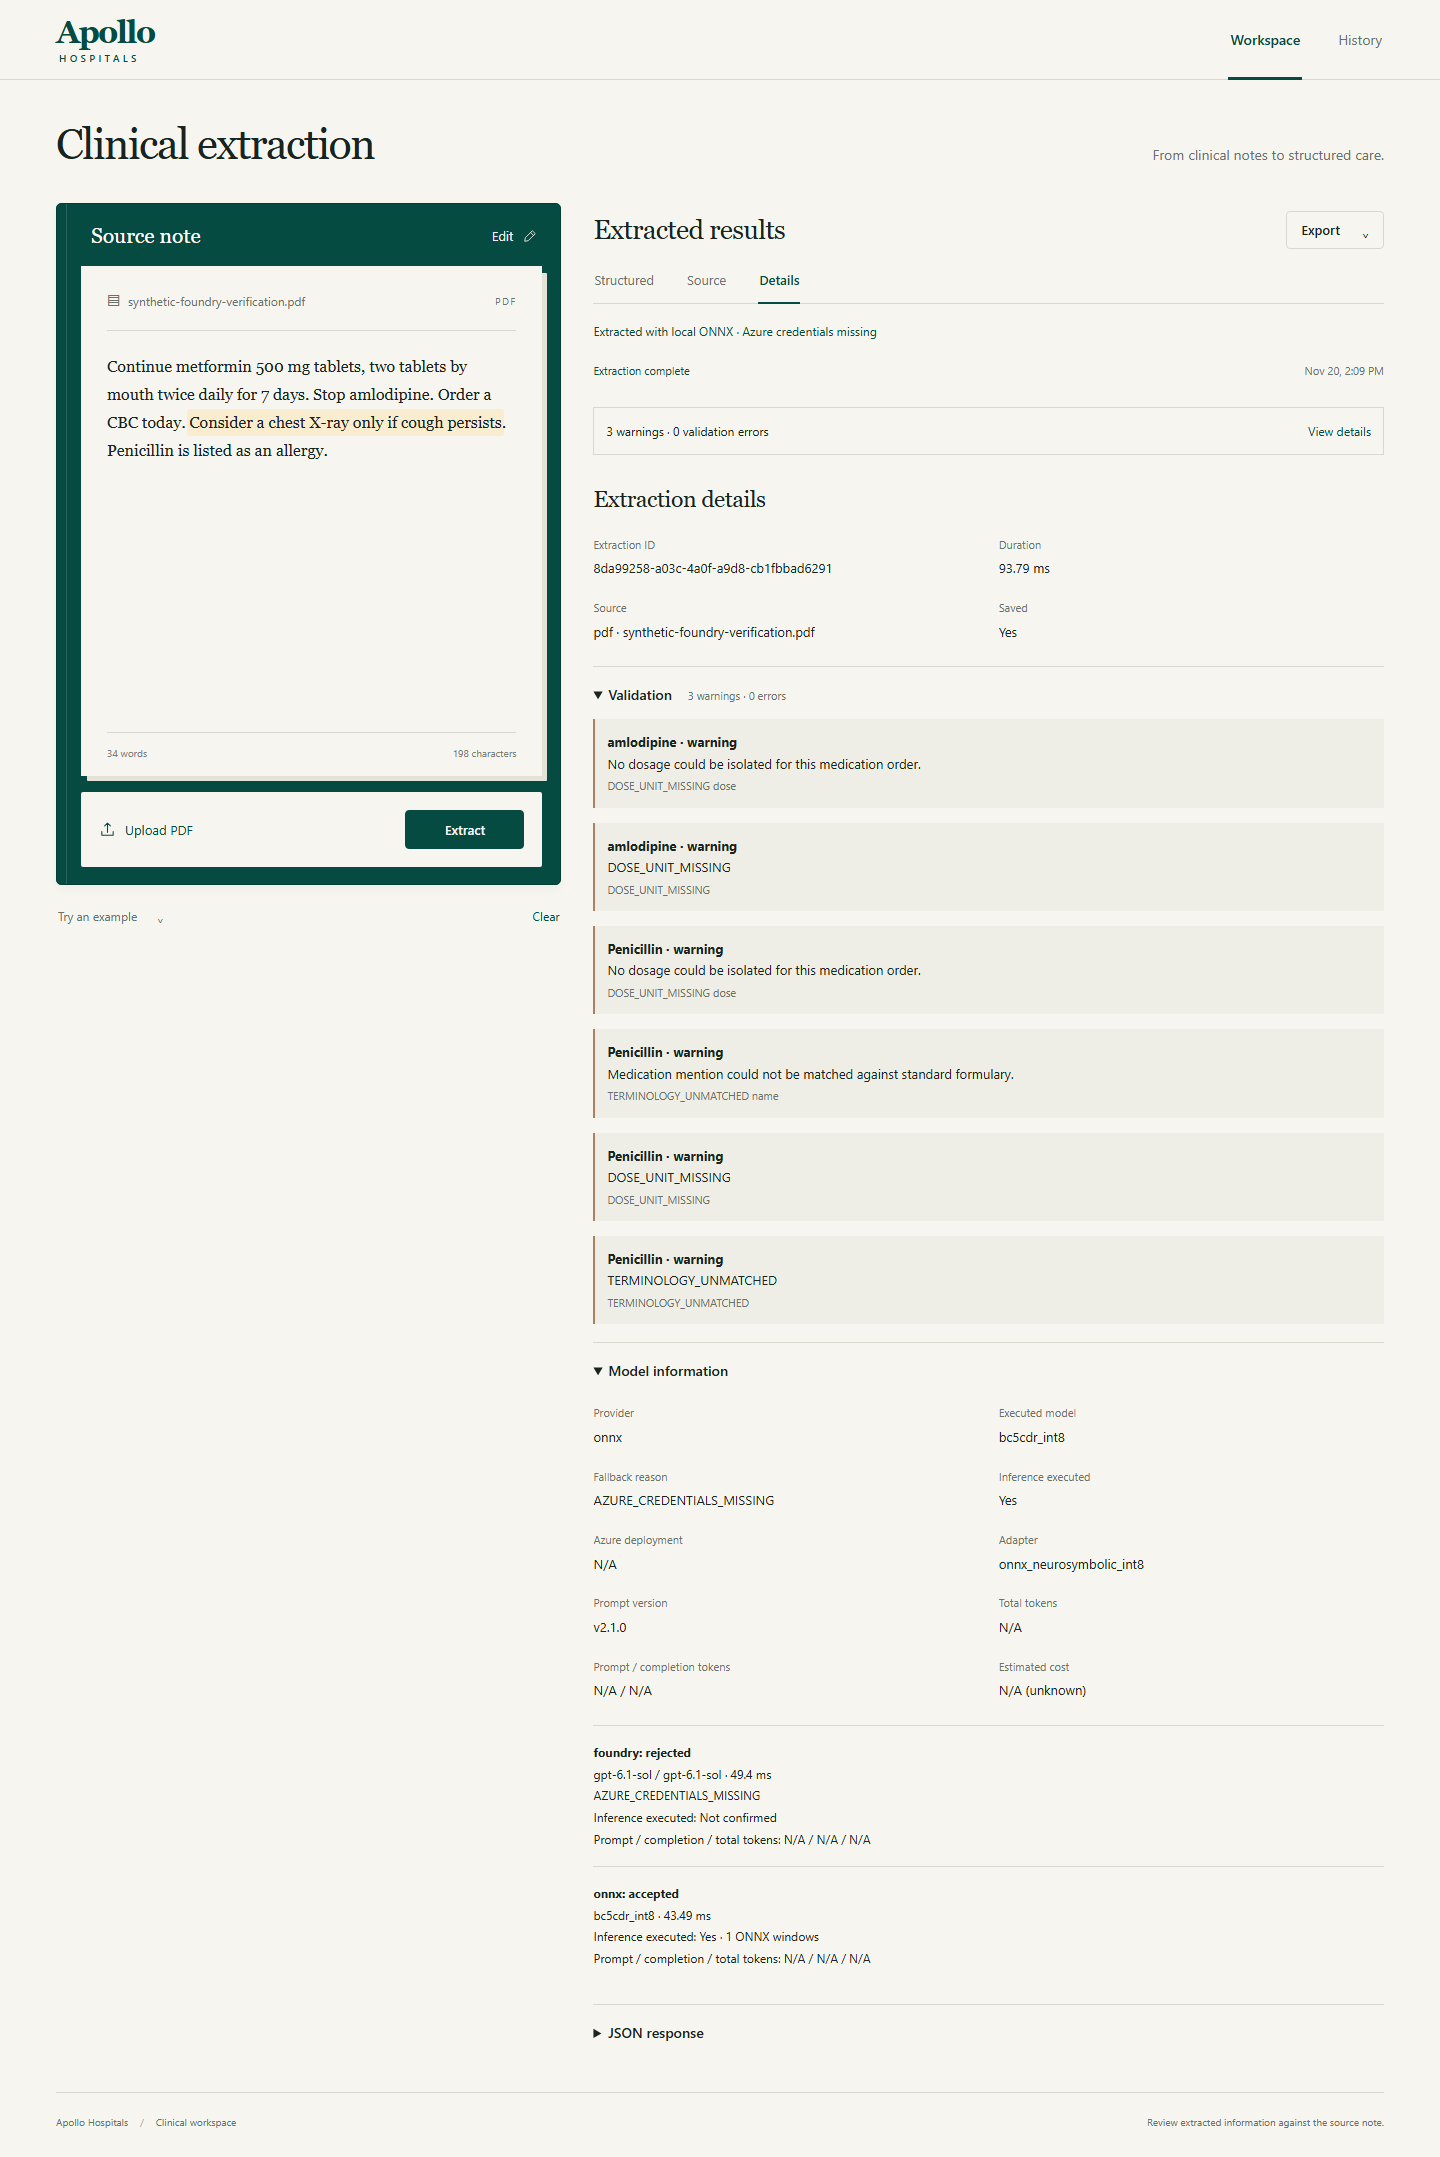 Apollo
HOSPITALS
Workspace
History
Clinical extraction
From clinical notes to structured care.
Source note
Edit
synthetic-foundry-verification.pdf
PDF
Continue metformin 500 mg tablets, two tablets by
mouth twice daily for 7 days. Stop amlodipine. Order a
CBC today. Consider a chest X-ray only if cough persists.
Penicillin is listed as an allergy.
34 words
198 characters
Upload PDF
Extract
Try an example
Clear
Extracted results
Export
Structured
Source
Details
Extracted with local ONNX · Azure credentials missing
Extraction complete
Nov 20, 2:09 PM
3 warnings · 0 validation errors
View details
Extraction details
Extraction ID
Duration
8da99258-a03c-4a0f-a9d8-cb1fbbad6291
93.79 ms
Source
Saved
pdf · synthetic-foundry-verification.pdf
Yes
▼ Validation
3 warnings · 0 errors
amlodipine · warning
No dosage could be isolated for this medication order.
DOSE_UNIT_MISSING dose
amlodipine · warning
DOSE_UNIT_MISSING
DOSE_UNIT_MISSING
Penicillin · warning
No dosage could be isolated for this medication order.
DOSE_UNIT_MISSING dose
Penicillin · warning
Medication mention could not be matched against standard formulary.
TERMINOLOGY_UNMATCHED name
Penicillin · warning
DOSE_UNIT_MISSING
DOSE_UNIT_MISSING
Penicillin · warning
TERMINOLOGY_UNMATCHED
TERMINOLOGY_UNMATCHED
▼ Model information
Provider
Executed model
onnx
bc5cdr_int8
Fallback reason
Inference executed
AZURE_CREDENTIALS_MISSING
Yes
Azure deployment
Adapter
N/A
onnx_neurosymbolic_int8
Prompt version
Total tokens
v2.1.0
N/A
Prompt / completion tokens
Estimated cost
N/A / N/A
N/A (unknown)
foundry: rejected
gpt-6.1-sol / gpt-6.1-sol · 49.4 ms
AZURE_CREDENTIALS_MISSING
Inference executed: Not confirmed
Prompt / completion / total tokens: N/A / N/A / N/A
onnx: accepted
bc5cdr_int8 · 43.49 ms
Inference executed: Yes · 1 ONNX windows
Prompt / completion / total tokens: N/A / N/A / N/A
▶ JSON response
Apollo Hospitals / Clinical workspace
Review extracted information against the source note.